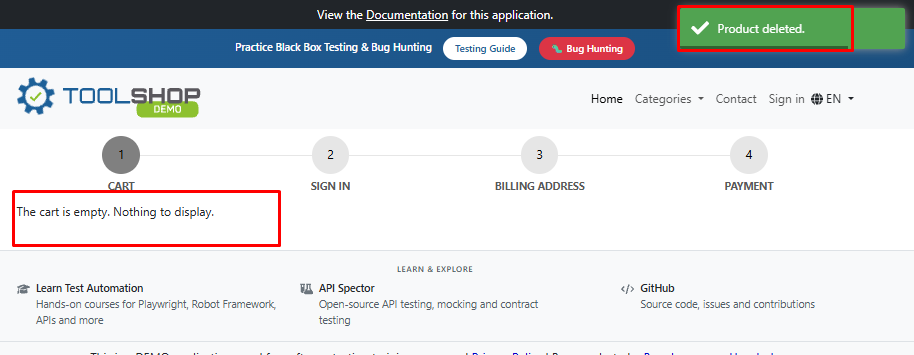 View the Documentation for this application.
Product deleted.
Practice Black Box Testing & Bug Hunting
Testing Guide
Bug Hunting
TOOLSHOP
DEMO
Home
Categories
Contact
Sign in
EN
1
2
3
4
CART
SIGN IN
BILLING ADDRESS
PAYMENT
The cart is empty. Nothing to display.
LEARN & EXPLORE
Learn Test Automation
Hands-on courses for Playwright, Robot Framework,
APIs and more
API Spector
Open-source API testing, mocking and contract
testing
GitHub
Source code, issues and contributions